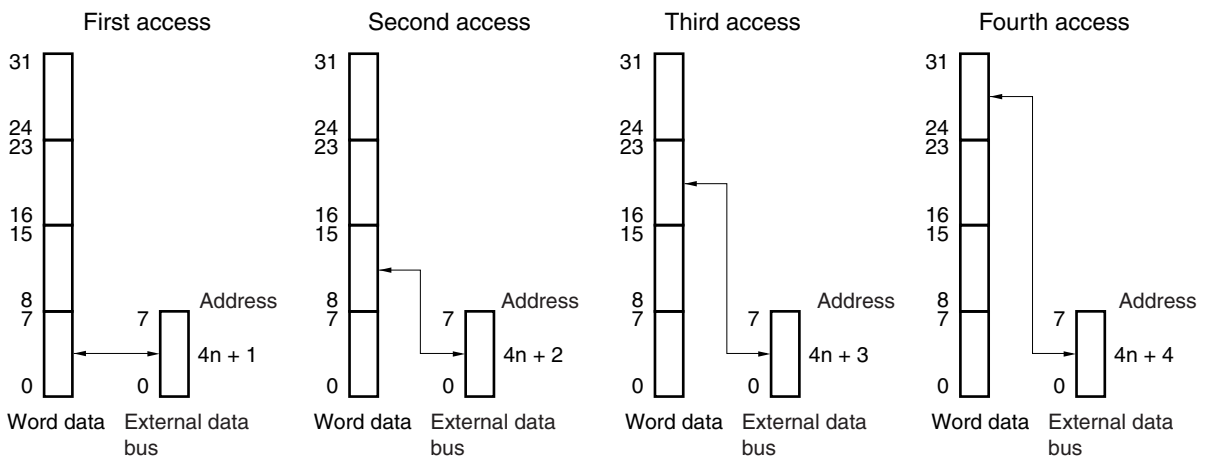 First access
Second access
Third access
Fourth access
31
24
23
16
15
8
7
0
Word data
7
0
Address
4n + 1
External data
bus
31
24
23
16
15
8
7
0
Word data
7
0
Address
4n + 2
External data
bus
31
24
23
16
15
8
7
0
Word data
7
0
Address
4n + 3
External data
bus
31
24
23
16
15
8
7
0
Word data
7
0
Address
4n + 4
External data
bus